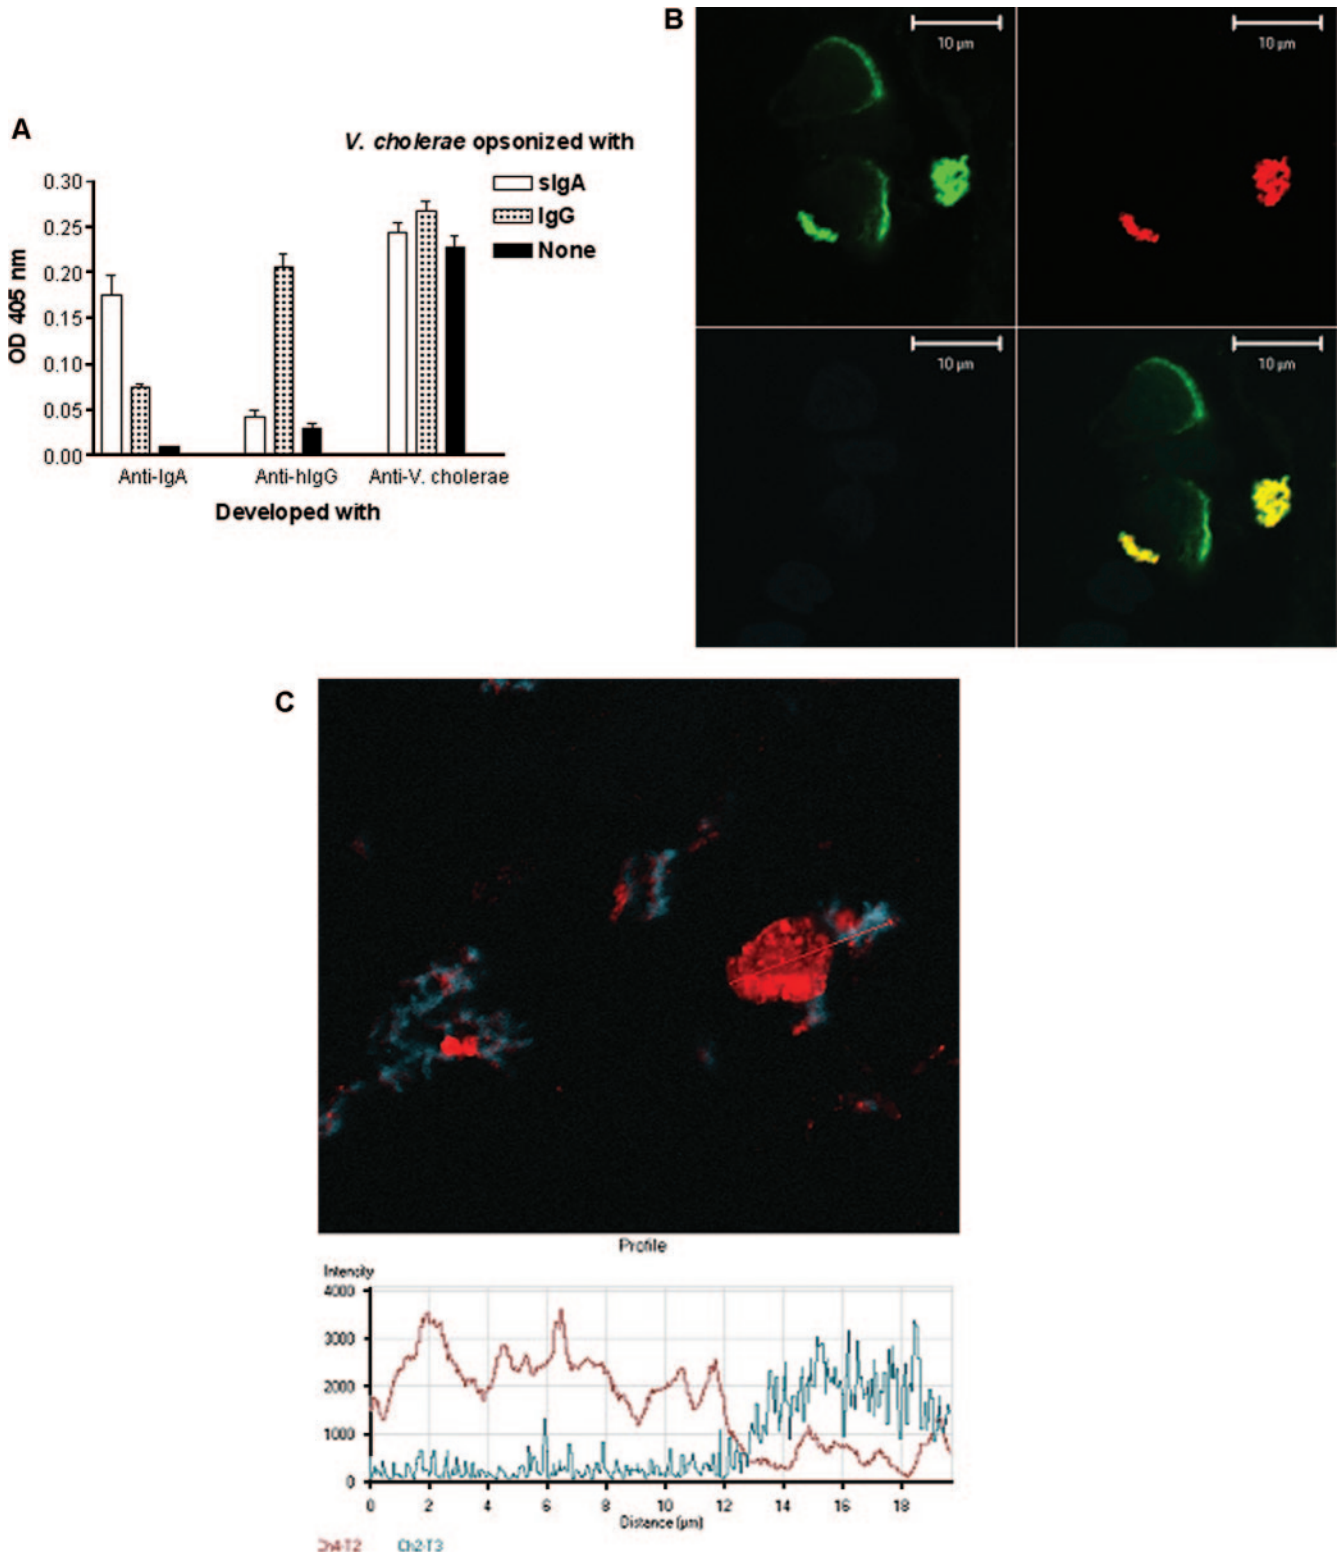 A
V. cholerae opsonized with
sIgA
IgG
None
OD 405 nm
0.30
0.25
0.20
0.15
0.10
0.05
0.00
Anti-IgA Anti-hIgG Anti-V. cholerae
Developed with
B
10 µm 10 µm
10 µm 10 µm
C
Profile
Intensity
4000
3000
2000
1000
0
0 2 4 6 8 10 12 14 16 18
Distance (µm)
Ch4-T2 Ch2-T3